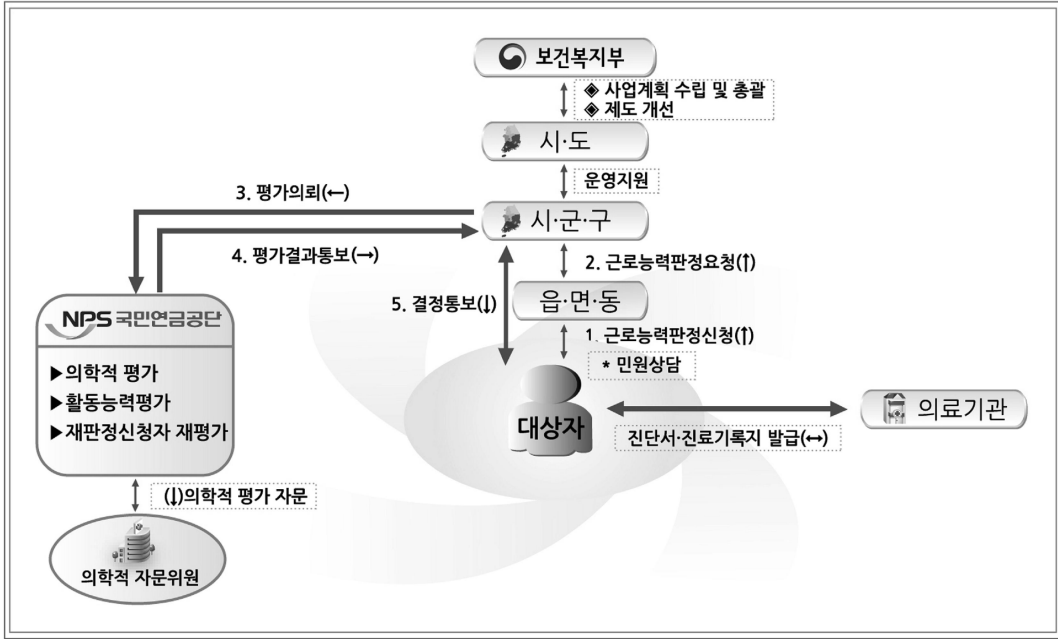 보건복지부
◈ 사업계획 수립 및 총괄
◈ 제도 개선
시·도
운영지원
3. 평가의뢰(←)
시·군·구
4. 평가결과통보(→)
2. 근로능력판정요청(↑)
5. 결정통보(↓)
읍·면·동
NPS 국민연금공단
1. 근로능력판정신청(↑)
▶의학적 평가
* 민원상담
▶활동능력평가
▶재판정신청자 재평가
대상자
의료기관
진단서·진료기록지 발급(↔)
(↓)의학적 평가 자문
의학적 자문위원